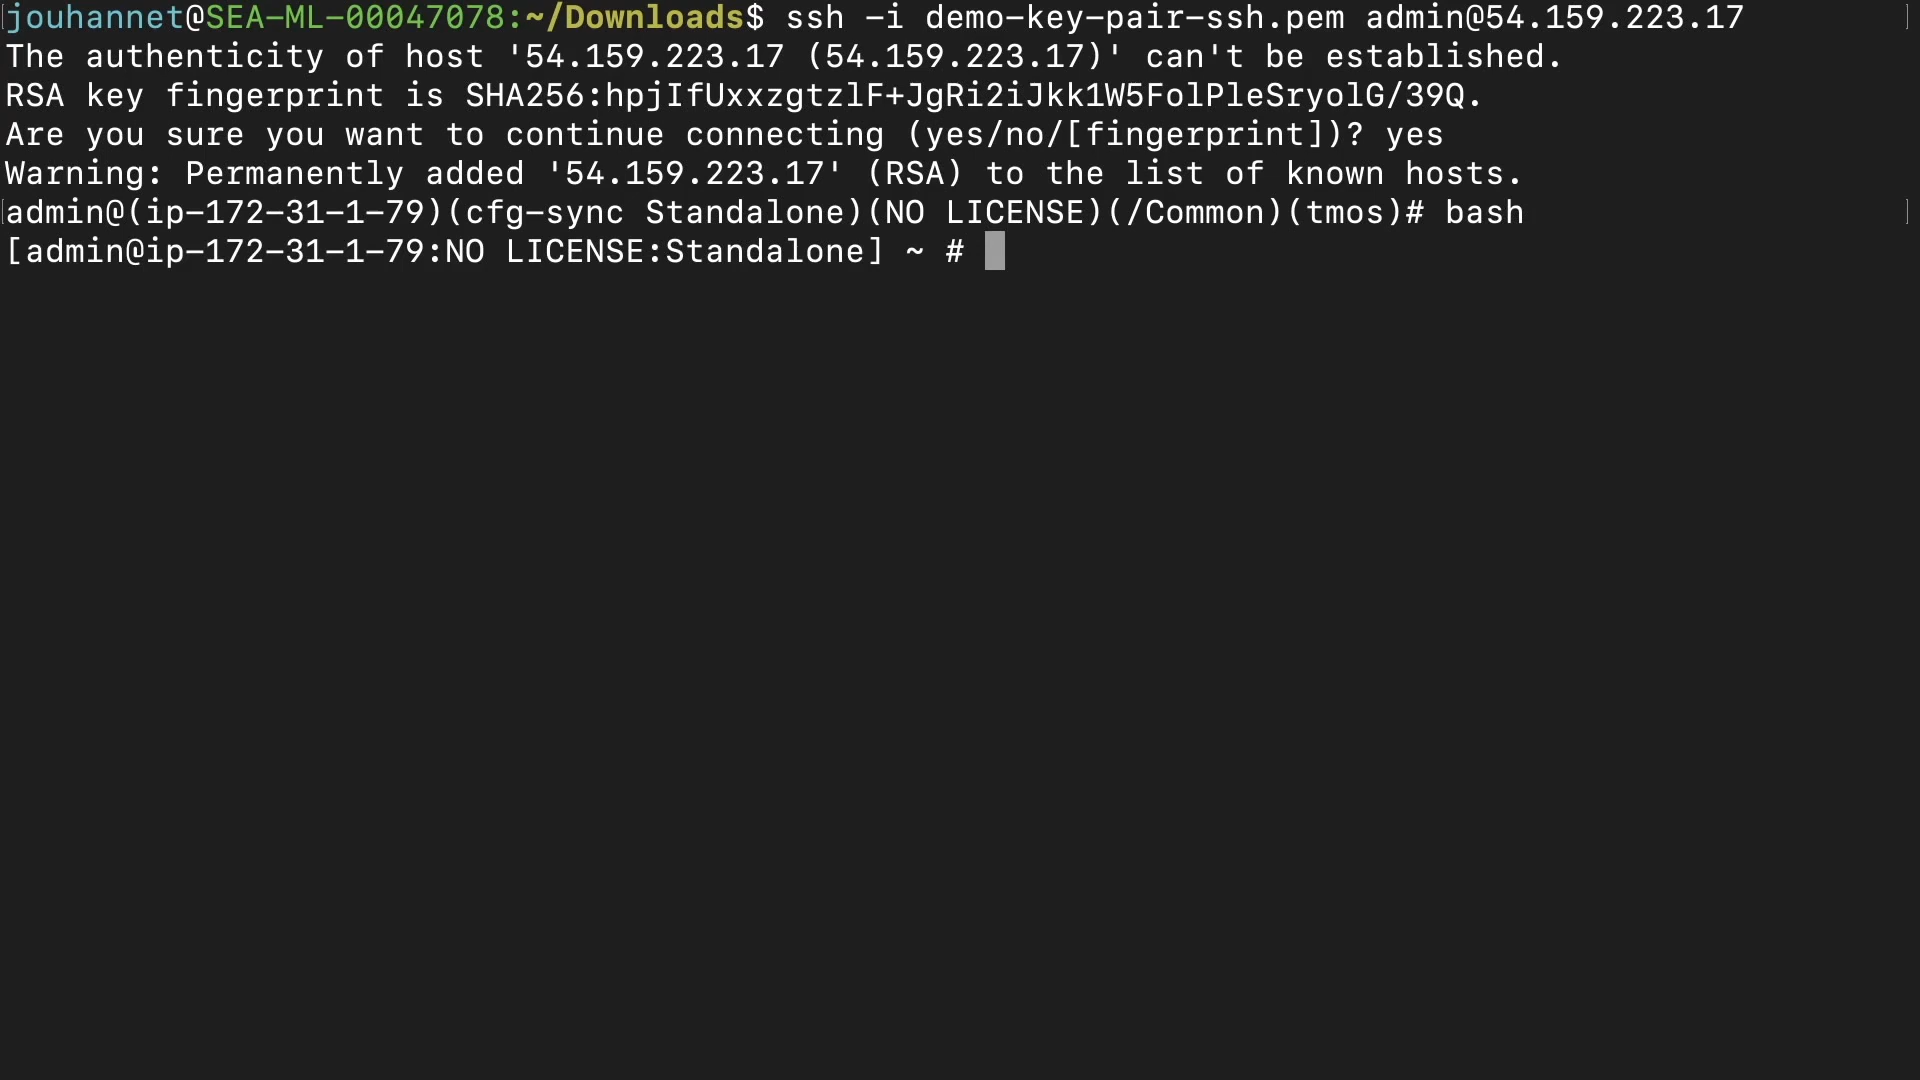 jouhannet@SEA-ML-00047078:~/Downloads$ ssh -i demo-key-pair-ssh.pem admin@54.159.223.17
The authenticity of host '54.159.223.17 (54.159.223.17)' can't be established.
RSA key fingerprint is SHA256:hpjIfUxxzgtzlF+JgRi2iJkk1W5FolPleSryolG/39Q.
Are you sure you want to continue connecting (yes/no/[fingerprint])? yes
Warning: Permanently added '54.159.223.17' (RSA) to the list of known hosts.
admin@(ip-172-31-1-79)(cfg-sync Standalone)(NO LICENSE)(/Common)(tmos)# bash
[admin@ip-172-31-1-79:NO LICENSE:Standalone] ~ #